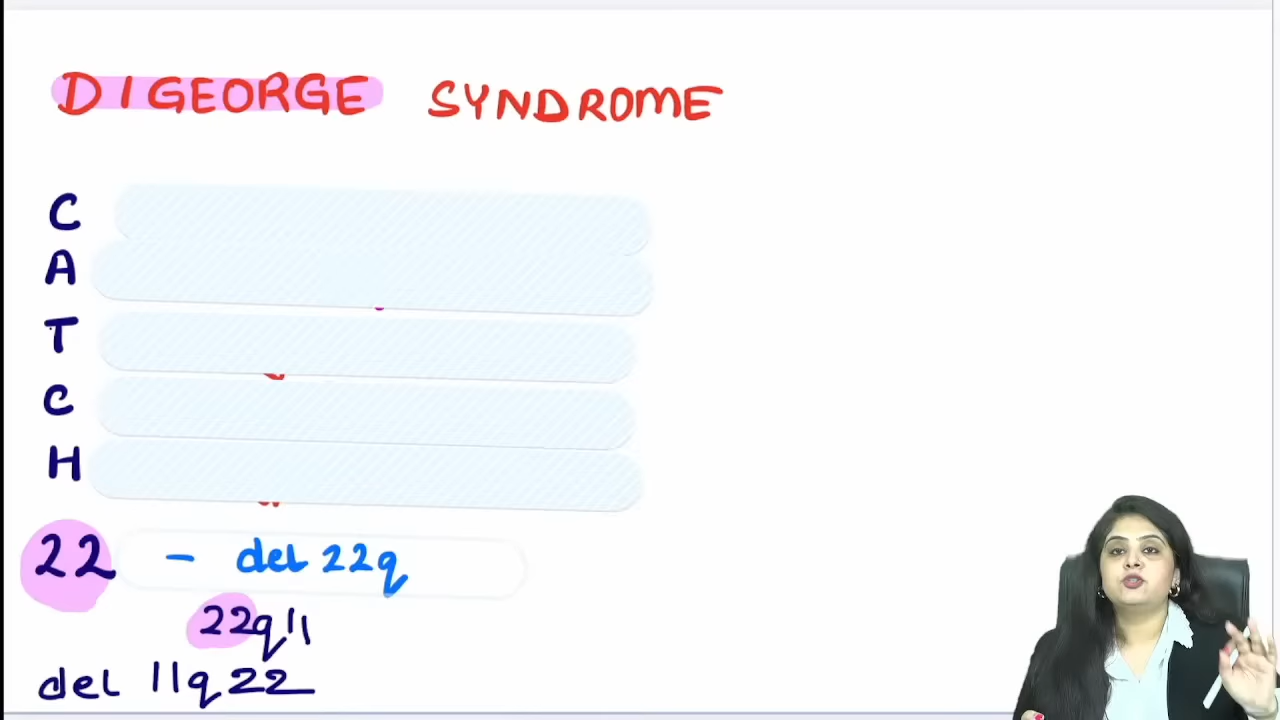 DIGEORGE SYNDROME
C
A
T
C
H
22 - del 22q
22q11
del 11q22